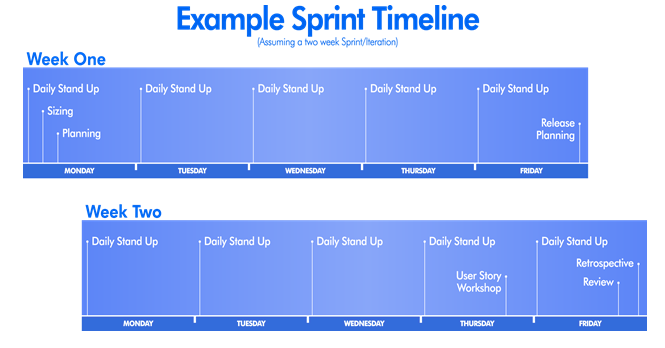 Example Sprint Timeline
(Assuming a two week Sprint/Iteration)
Week One
Daily Stand Up
Daily Stand Up
Daily Stand Up
Daily Stand Up
Daily Stand Up
Sizing
Planning
Release
Planning
MONDAY
TUESDAY
WEDNESDAY
THURSDAY
FRIDAY
Week Two
Daily Stand Up
Daily Stand Up
Daily Stand Up
Daily Stand Up
Daily Stand Up
User Story
Workshop
Retrospective
Review
MONDAY
TUESDAY
WEDNESDAY
THURSDAY
FRIDAY